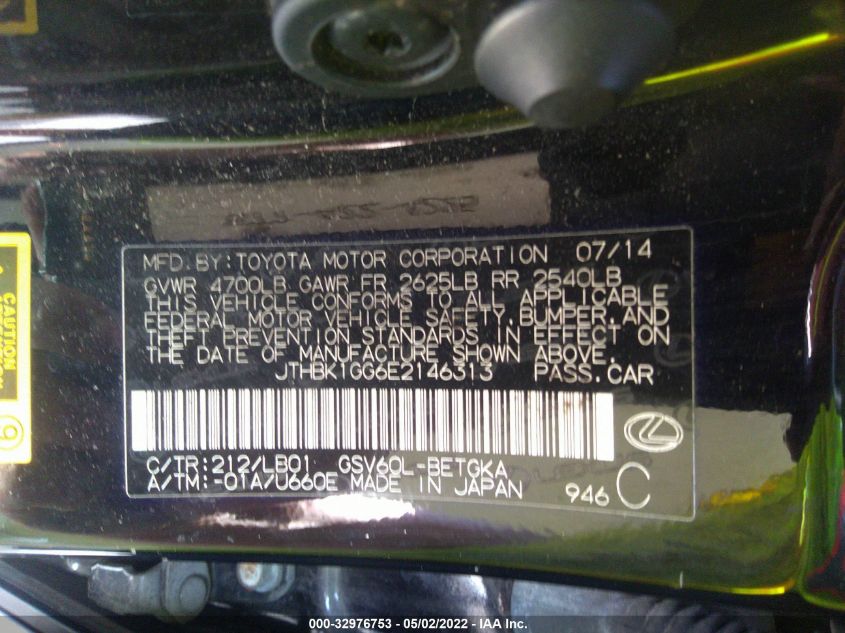 MFD.BY:TOYOTA MOTOR CORPORATION 07/14
GVWR 4700LB GAWR FR 2625LB RR 2540LB
THIS VEHICLE CONFORMS TO ALL APPLICABLE
FEDERAL MOTOR VEHICLE SAFETY,BUMPER,AND
THEFT PREVENTION STANDARDS IN EFFECT ON
THE DATE OF MANUFACTURE SHOWN ABOVE.
JTHBK1GG6E2146313 PASS.CAR
C/TR:212/LB01 GSV60L-BETGKA
A/TM:-01A/U660E MADE IN JAPAN
946 C
CAUTION
000-32976753 - 05/02/2022 - IAA Inc.